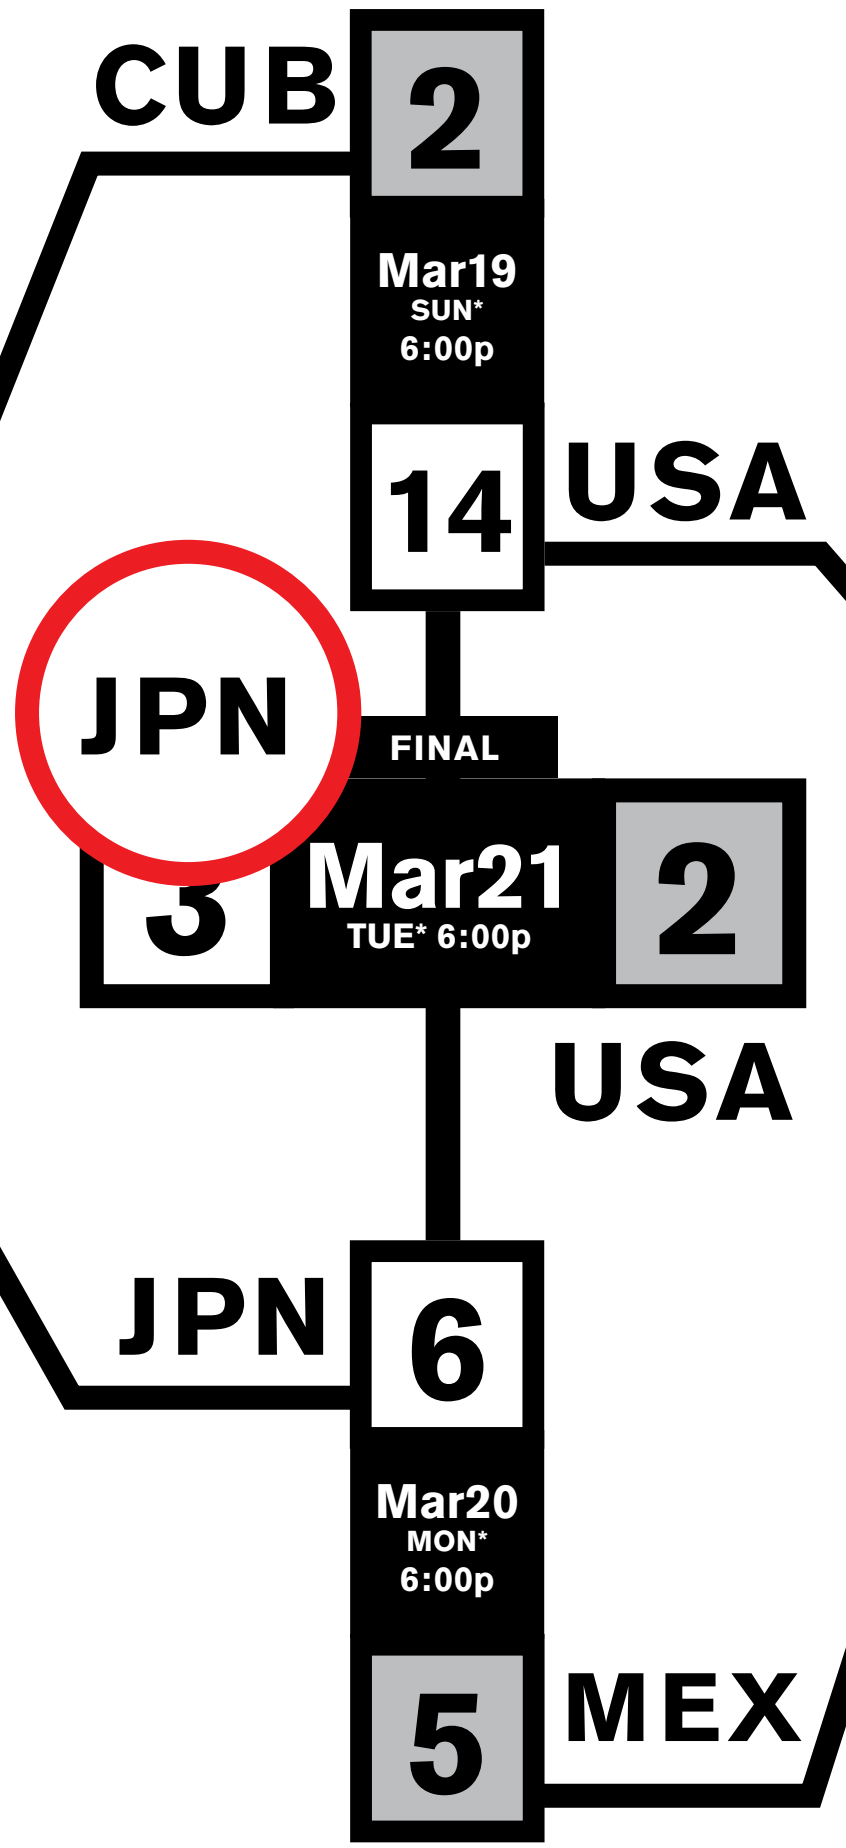 CUB
2
Mar19
SUN*
6:00p
14
USA
JPN
FINAL
3
Mar21
TUE* 6:00p
2
USA
JPN
6
Mar20
MON*
6:00p
5
MEX